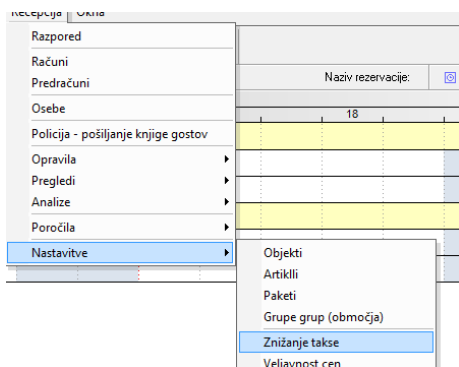 Recepcija Okna
Razpored
Računi
Predračuni
Naziv rezervacije:
Osebe
18
Policija - pošiljanje knjige gostov
Opravila
Pregledi
Analize
Poročila
Nastavitve
Objekti
Artiklli
Paketi
Grupe grup (območja)
Znižanje takse
Veljavnost cen